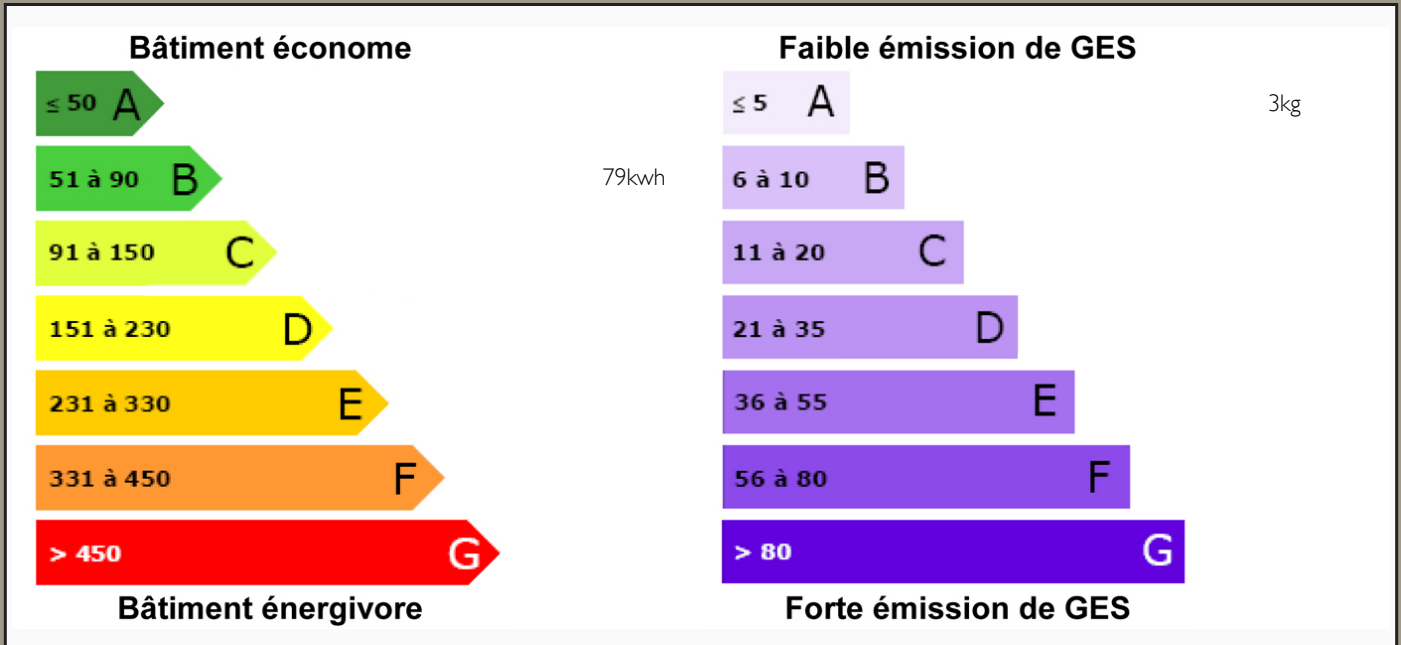 Bâtiment économe
≤ 50 A
51 à 90 B
79kwh
91 à 150 C
151 à 230 D
231 à 330 E
331 à 450 F
> 450 G
Bâtiment énergivore
Faible émission de GES
≤ 5 A
3kg
6 à 10 B
11 à 20 C
21 à 35 D
36 à 55 E
56 à 80 F
> 80 G
Forte émission de GES